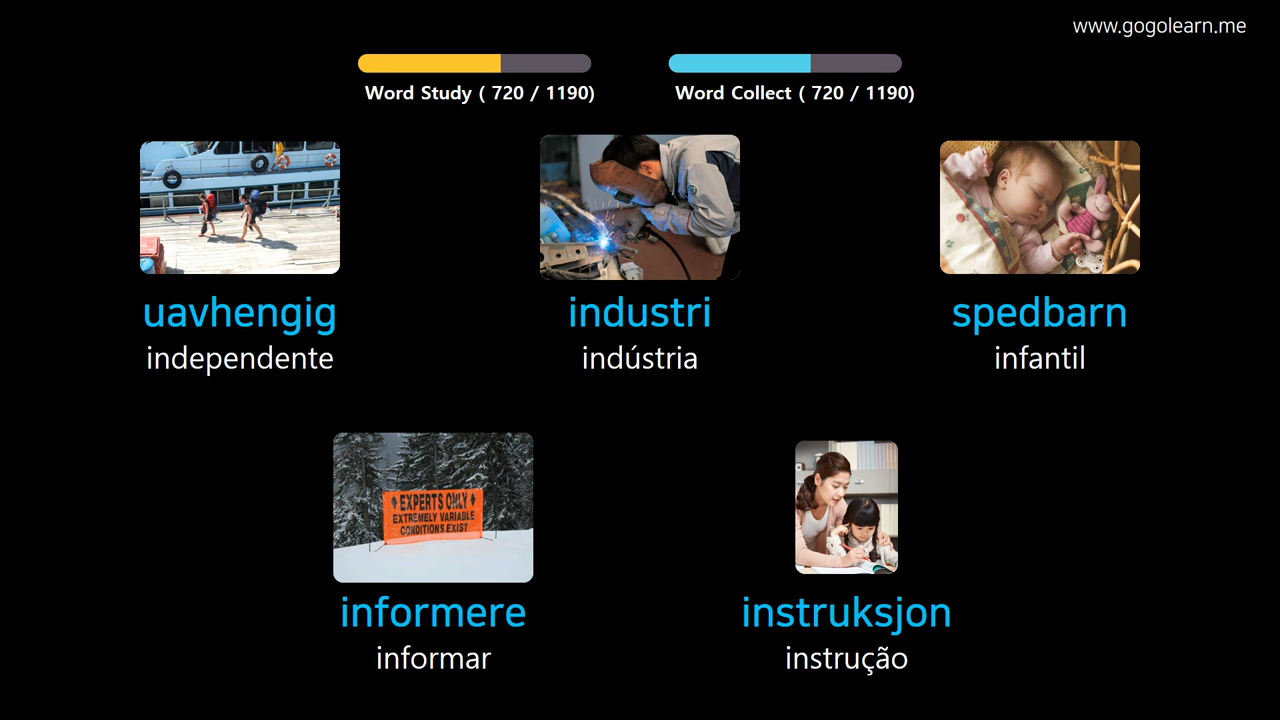 www.gogolearn.me
Word Study ( 720 / 1190)
Word Collect ( 720 / 1190)
uavhengig
independente
industri
indústria
spedbarn
infantil
EXPERTS ONLY
EXTREMELY VARIABLE
CONDITIONS EXIST
informere
informar
instruksjon
instrução